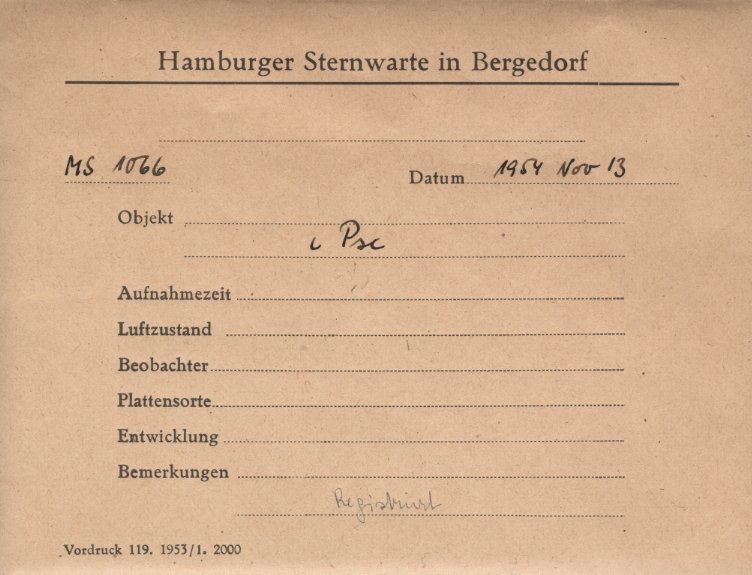 Hamburger Sternwarte in Bergedorf
MS 1066
Datum 1954 Nov 13
Objekt
ι Psc
Aufnahmezeit
Luftzustand
Beobachter
Plattensorte
Entwicklung
Bemerkungen
Registriert
Vordruck 119. 1953/1. 2000